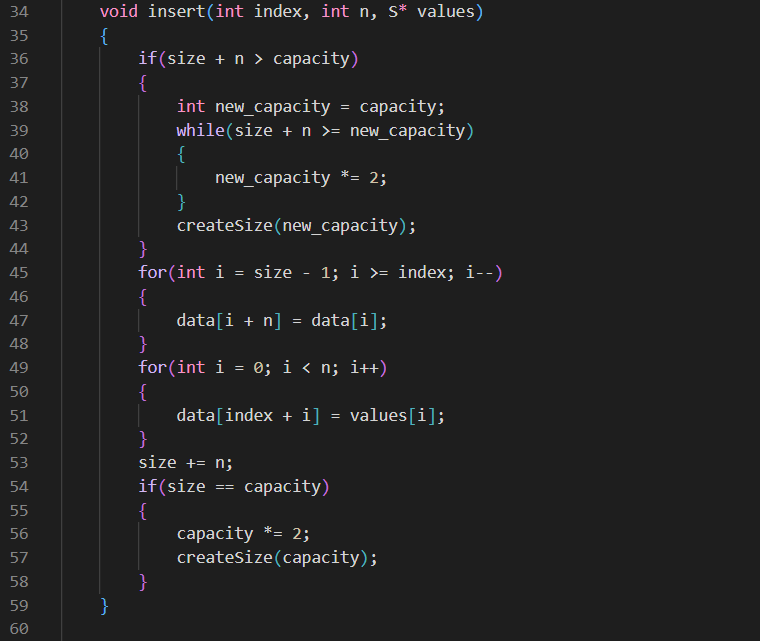 34 void insert(int index, int n, S* values)
35 {
36 if(size + n > capacity)
37 {
38 int new_capacity = capacity;
39 while(size + n >= new_capacity)
40 {
41 new_capacity *= 2;
42 }
43 createSize(new_capacity);
44 }
45 for(int i = size - 1; i >= index; i--)
46 {
47 data[i + n] = data[i];
48 }
49 for(int i = 0; i < n; i++)
50 {
51 data[index + i] = values[i];
52 }
53 size += n;
54 if(size == capacity)
55 {
56 capacity *= 2;
57 createSize(capacity);
58 }
59 }
60